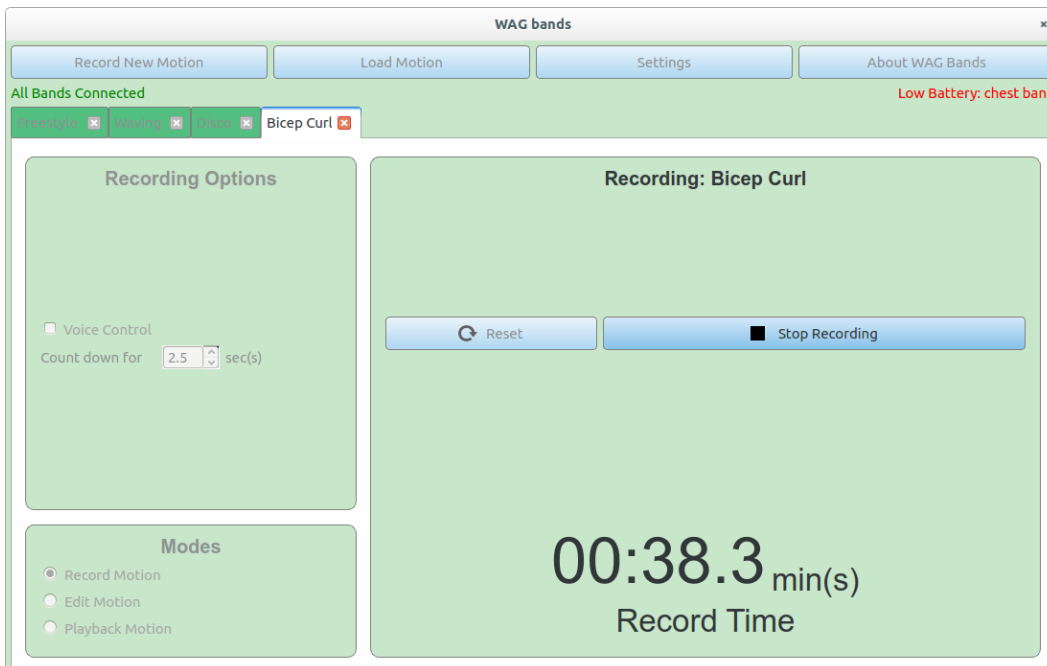 WAG bands
Record New Motion Load Motion Settings About WAG Bands
All Bands Connected Low Battery: chest ban
Freestyle Waving Disco Bicep Curl
Recording Options
Voice Control
Count down for 2.5 sec(s)
Modes
Record Motion
Edit Motion
Playback Motion
Recording: Bicep Curl
Reset Stop Recording
00:38.3 min(s)
Record Time